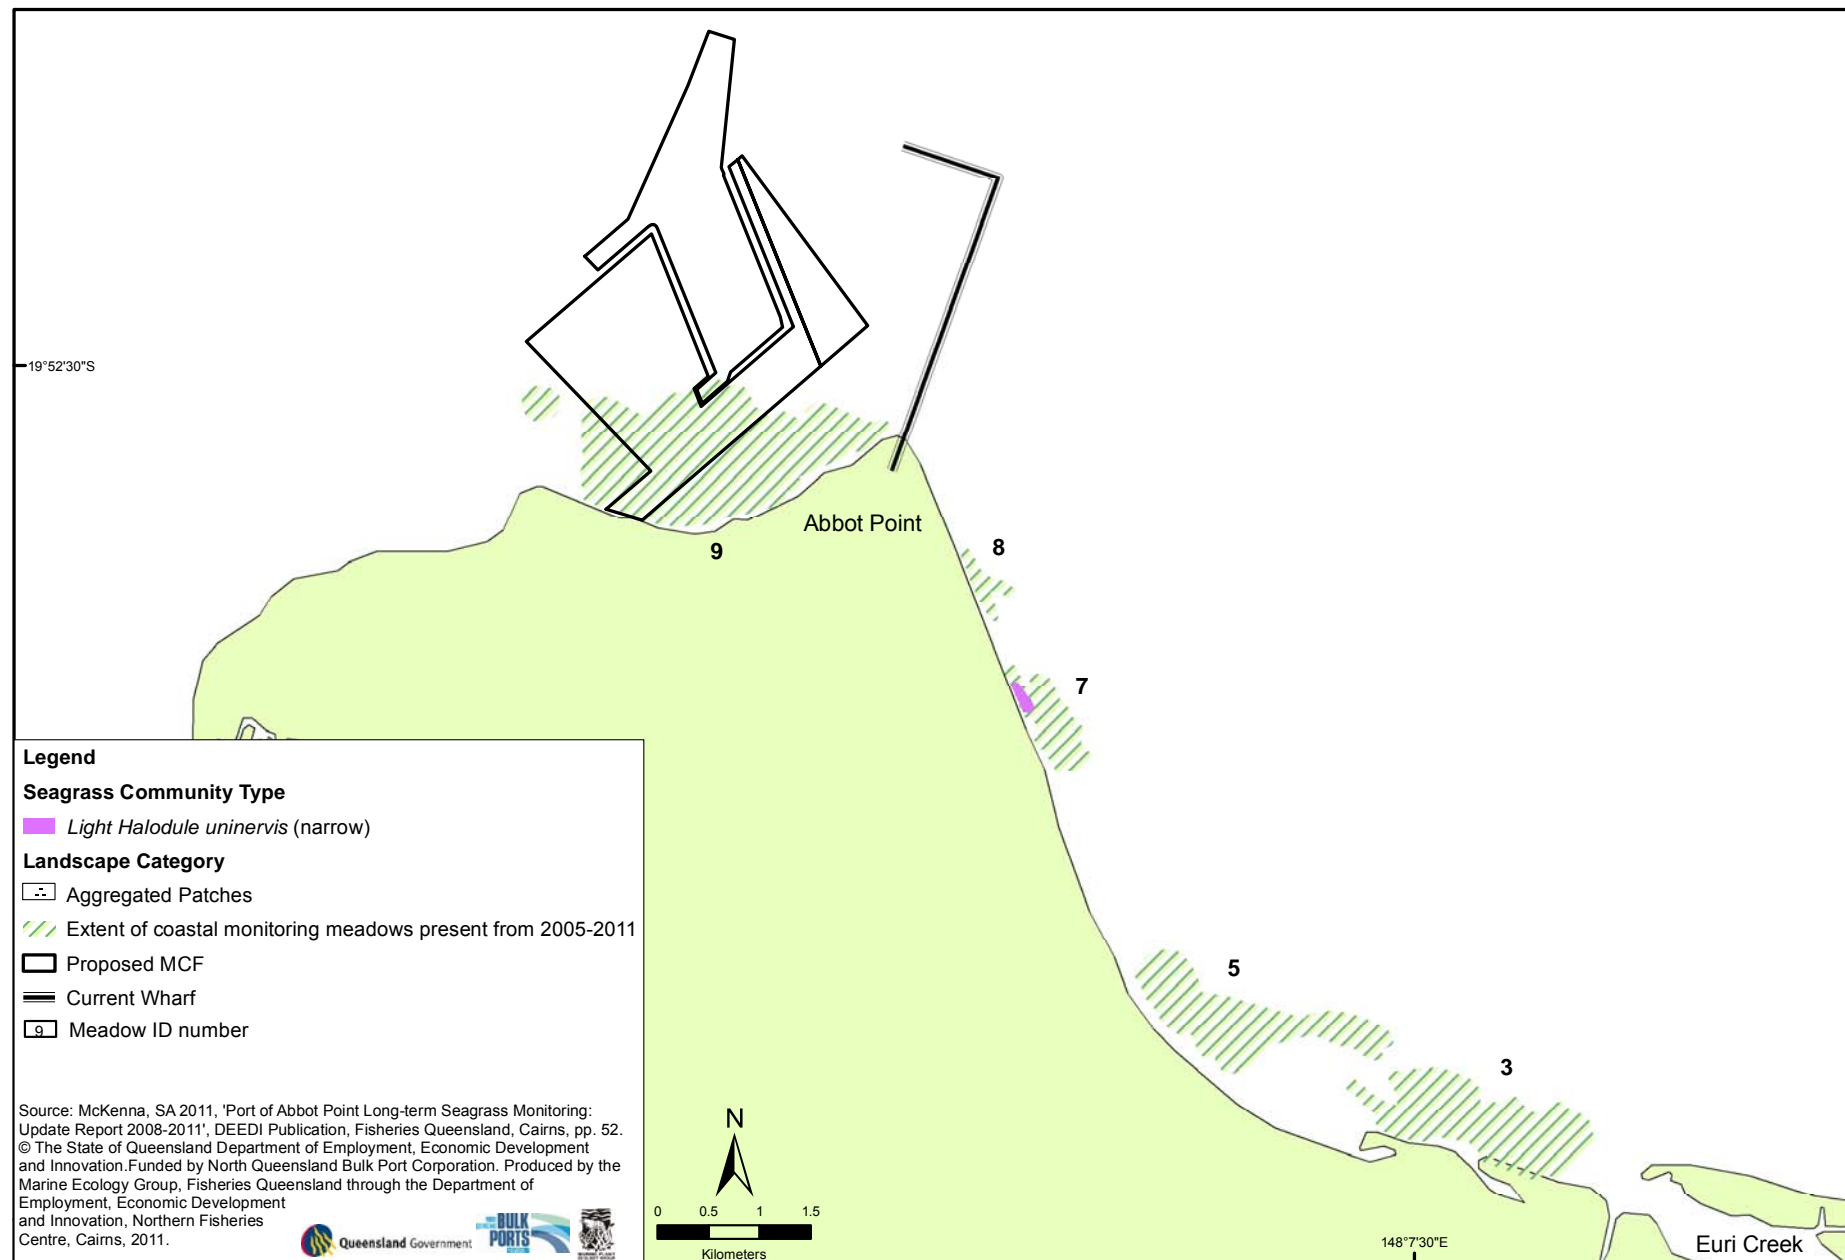 19°52'30"S
Abbot Point
9
8
7
5
3
Legend
Seagrass Community Type
Light Halodule uninervis (narrow)
Landscape Category
Aggregated Patches
Extent of coastal monitoring meadows present from 2005-2011
Proposed MCF
Current Wharf
9 Meadow ID number
Source: McKenna, SA 2011, 'Port of Abbot Point Long-term Seagrass Monitoring:
Update Report 2008-2011', DEEDI Publication, Fisheries Queensland, Cairns, pp. 52.
© The State of Queensland Department of Employment, Economic Development
and Innovation.Funded by North Queensland Bulk Port Corporation. Produced by the
Marine Ecology Group, Fisheries Queensland through the Department of
Employment, Economic Development
and Innovation, Northern Fisheries
Centre, Cairns, 2011.
Queensland Government
BULK
PORTS
N
0 0.5 1 1.5
Kilometers
148°7'30"E
Euri Creek